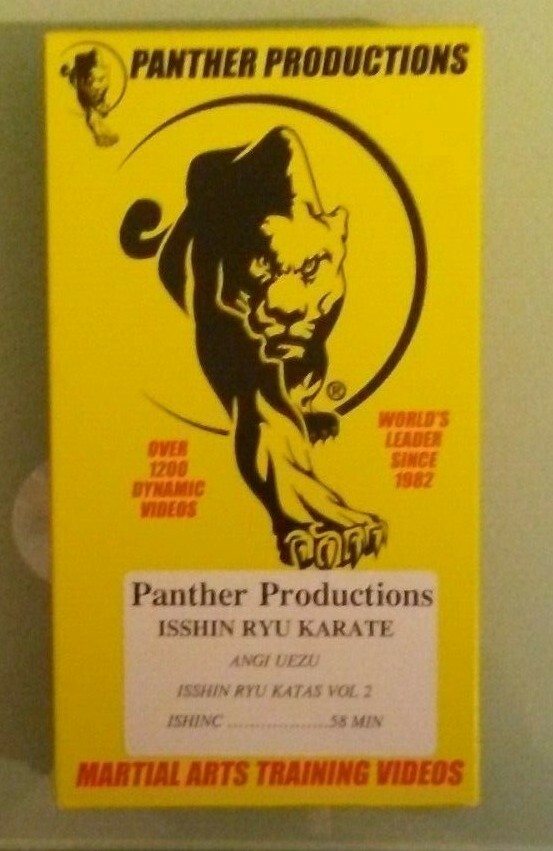 PANTHER PRODUCTIONS
®
OVER
1200
DYNAMIC
VIDEOS
WORLD'S
LEADER
SINCE
1982
Panther Productions
ISSHIN RYU KARATE
ANGI UEZU
ISSHIN RYU KATAS VOL 2
ISHINC ....................58 MIN
MARTIAL ARTS TRAINING VIDEOS